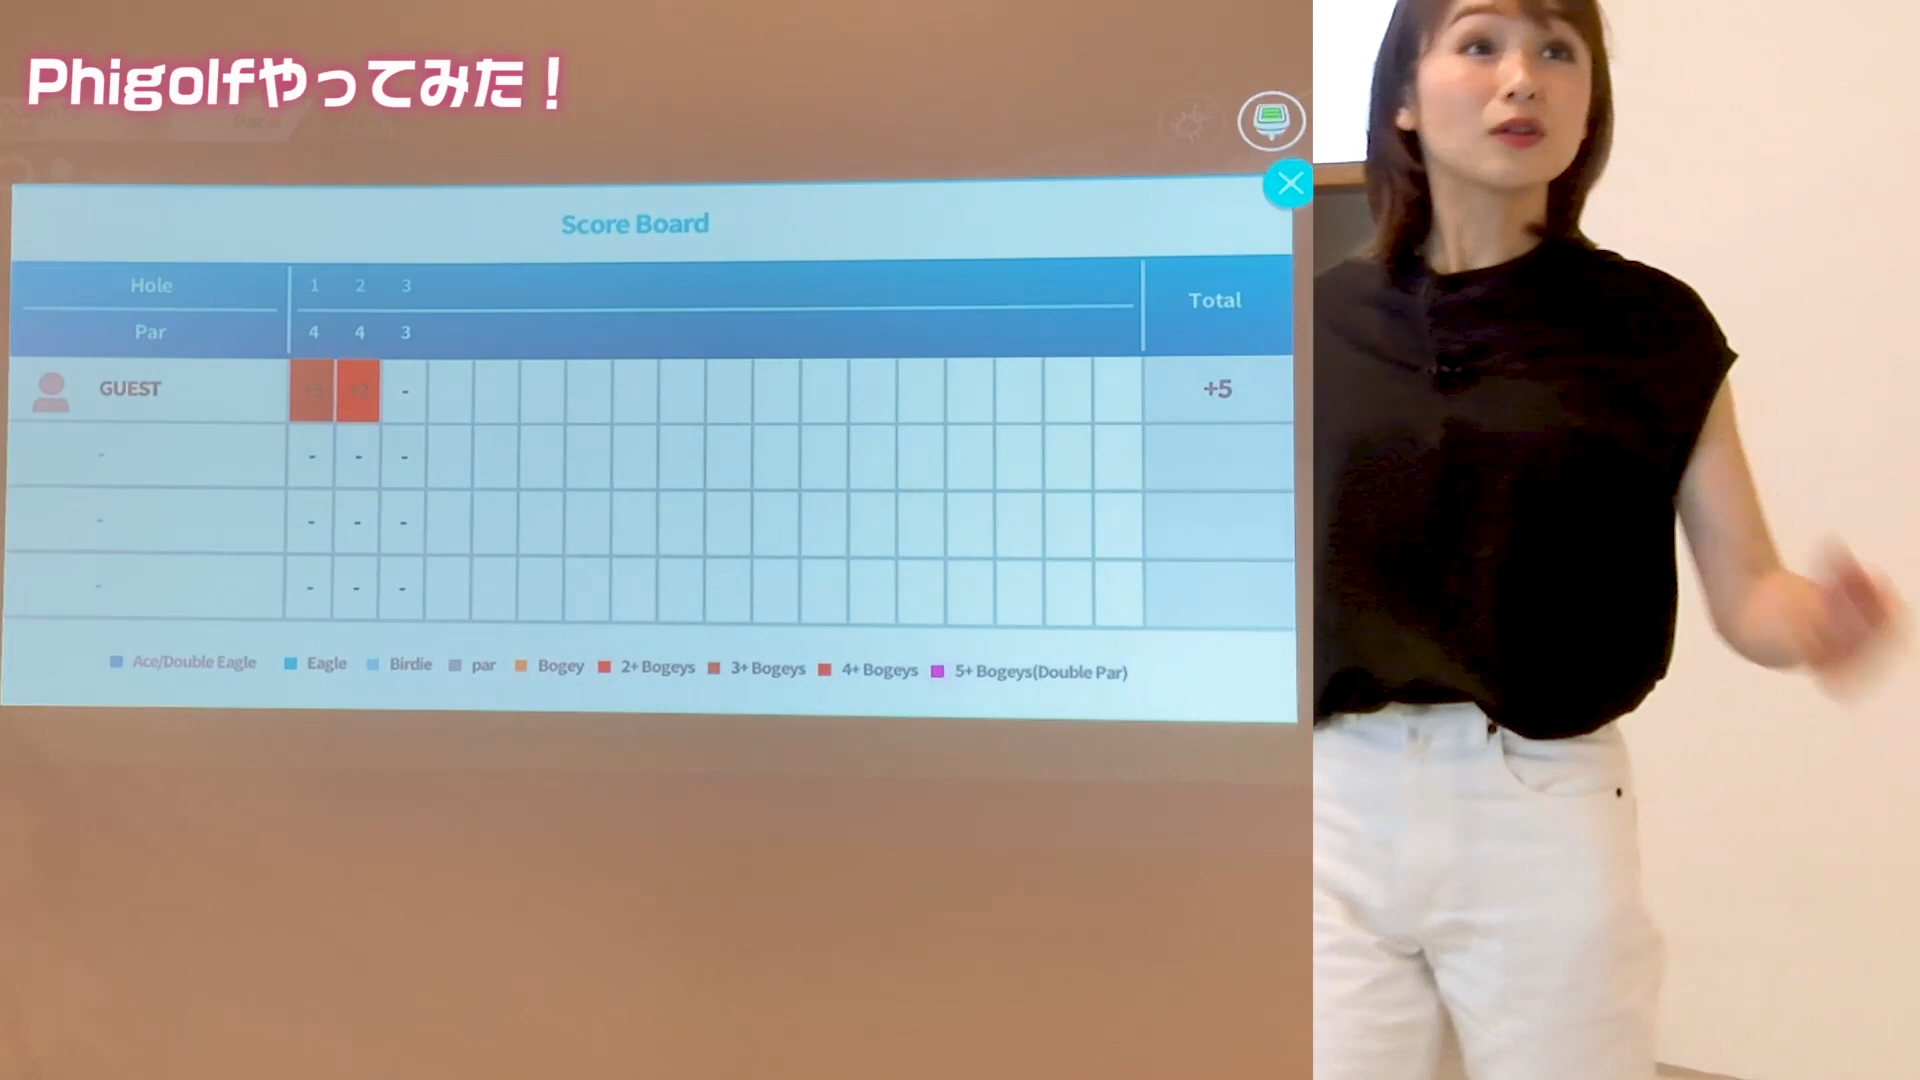 Phigolfやってみた！
Score Board
Hole 1 2 3 Total
Par 4 4 3
GUEST +3 +2 - +5
- - - -
- - - -
- - - -
Ace/Double Eagle Eagle Birdie par Bogey 2+ Bogeys 3+ Bogeys 4+ Bogeys 5+ Bogeys(Double Par)